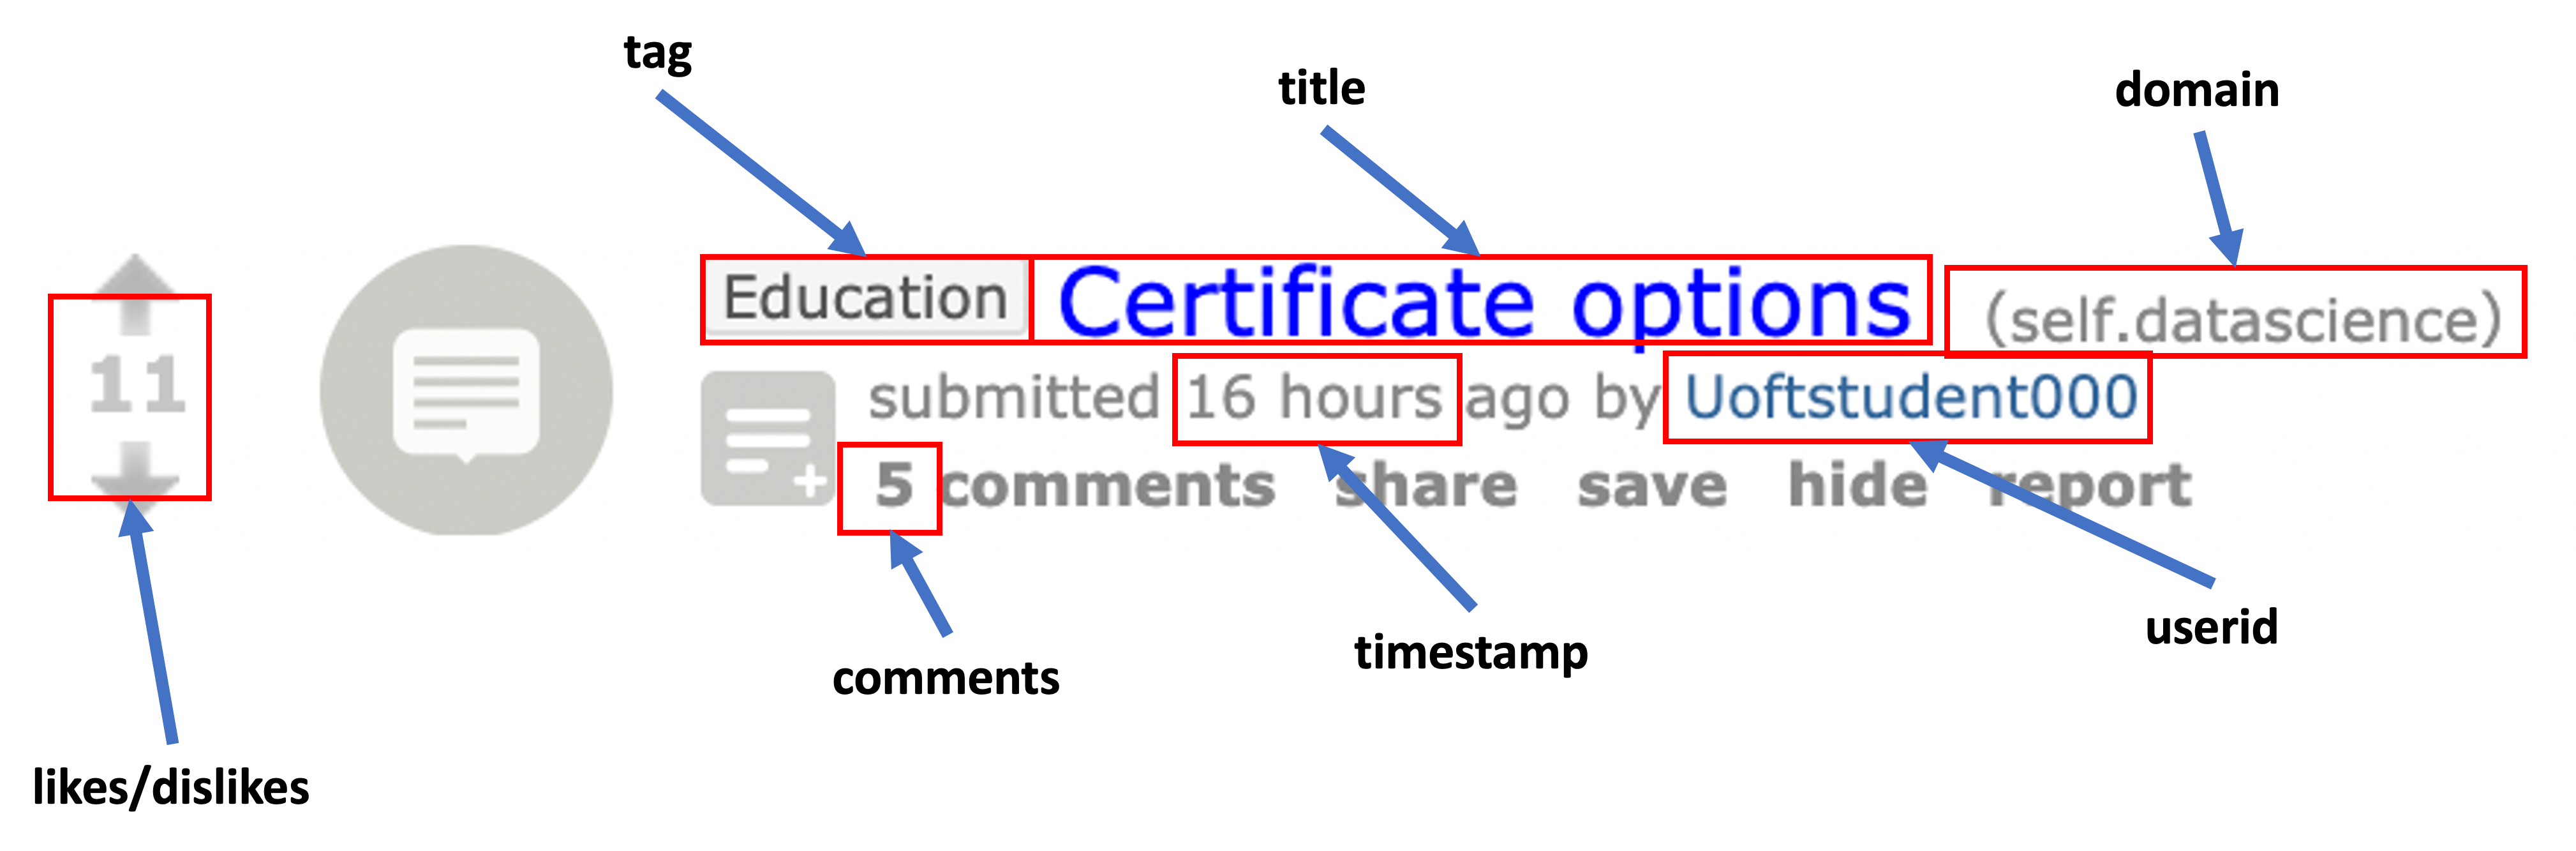 tag
title
domain
Education Certificate options (self.datascience)
11
submitted 16 hours ago by Uoftstudent000
5 comments share save hide report
comments
timestamp
userid
likes/dislikes